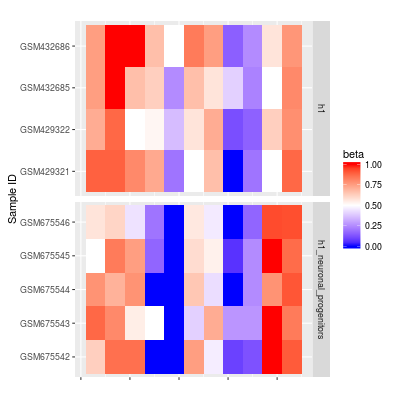 GSM432686
GSM432685
GSM429322
GSM429321
h1
GSM675546
GSM675545
GSM675544
GSM675543
GSM675542
h1_neuronal_progenitors
Sample ID
beta
1.00
0.75
0.50
0.25
0.00